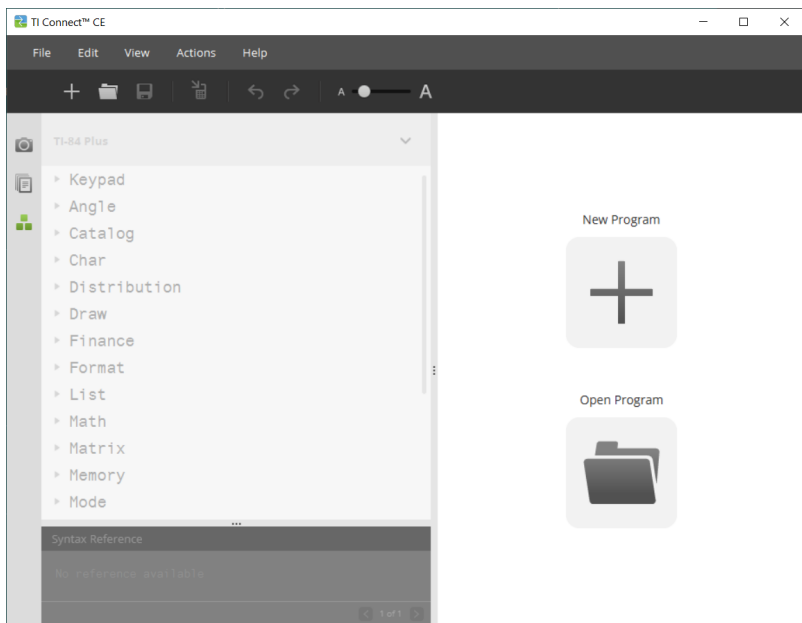 TI Connect™ CE
File Edit View Actions Help
A A
TI-84 Plus
Keypad
Angle
Catalog
Char
Distribution
Draw
Finance
Format
List
Math
Matrix
Memory
Mode
Syntax Reference
No reference available
1 of 1
New Program
Open Program